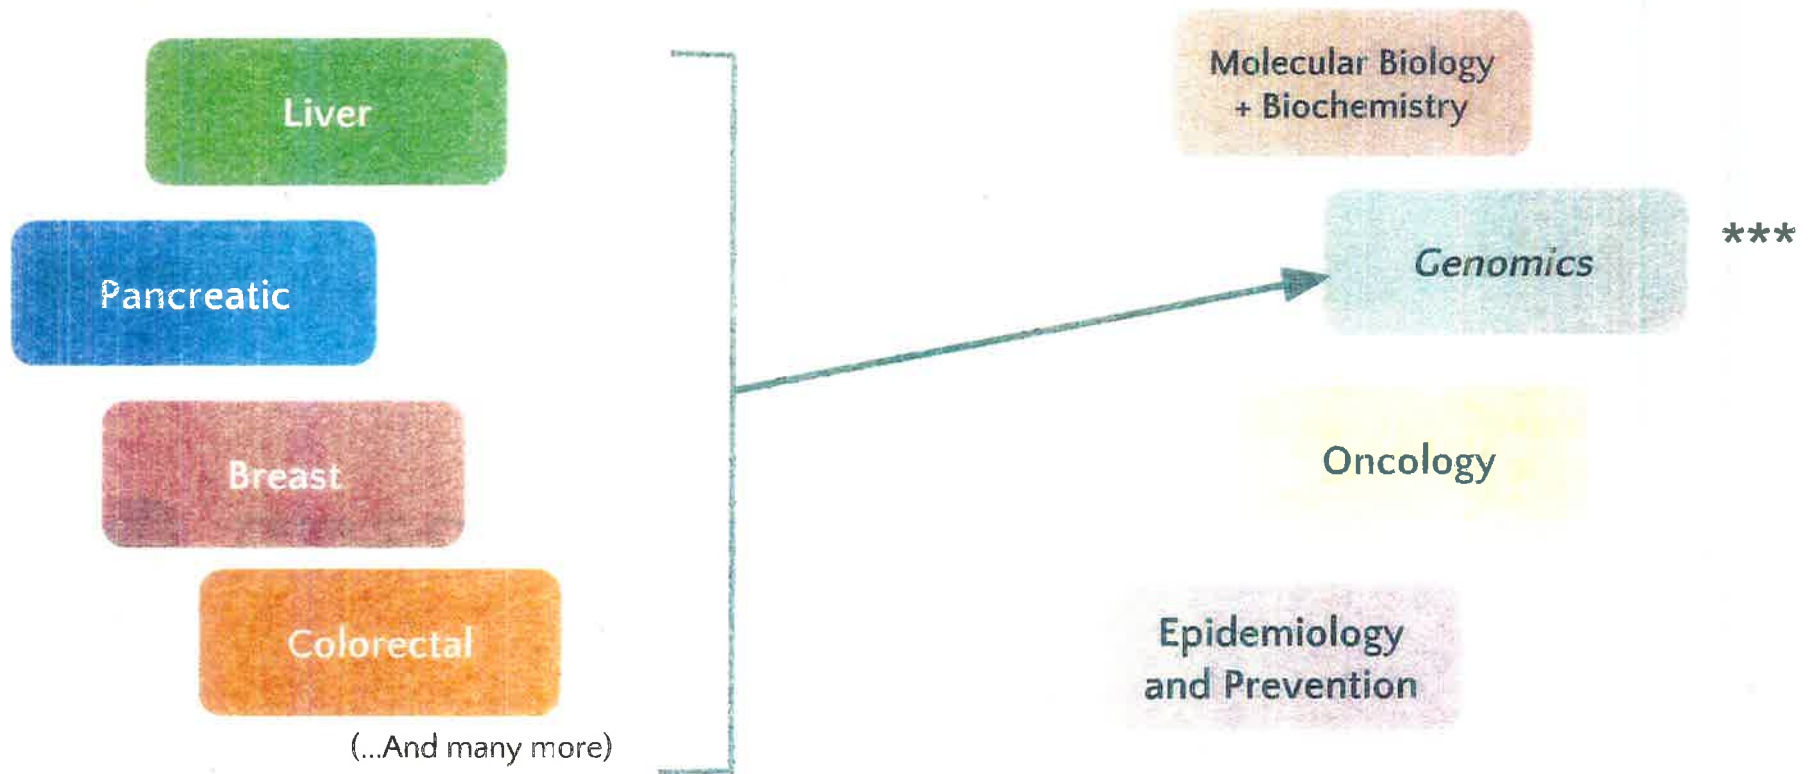 Liver
Pancreatic
Breast
Colorectal
(...And many more)
Molecular Biology
+ Biochemistry
Genomics
***
Oncology
Epidemiology
and Prevention